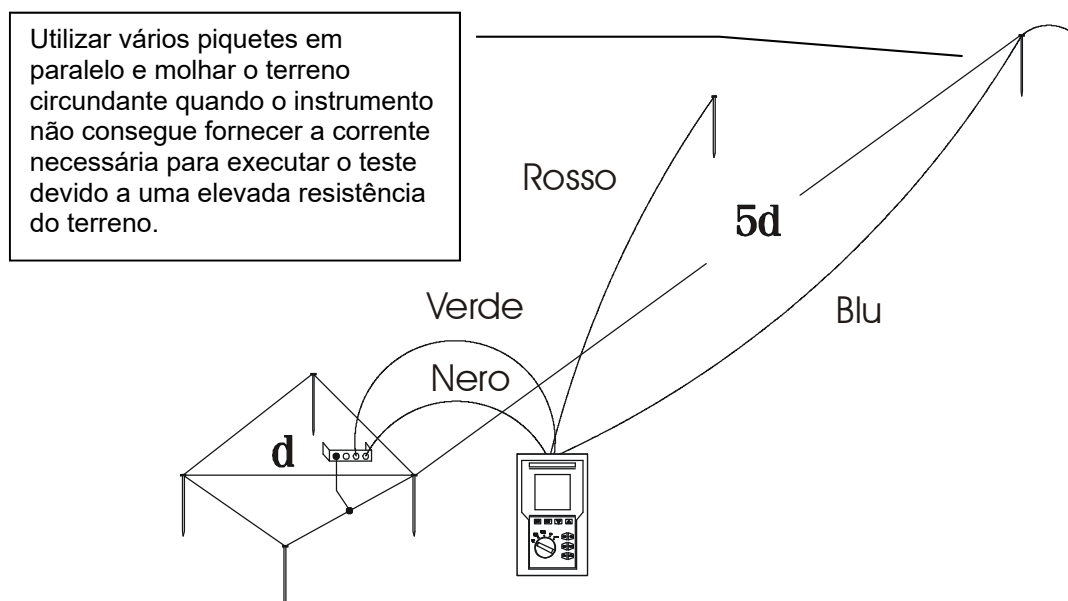 Utilizar vários piquetes em
paralelo e molhar o terreno
circundante quando o instrumento
não consegue fornecer a corrente
necessária para executar o teste
devido a uma elevada resistência
do terreno.
Rosso
5d
Verde
Blu
Nero
d